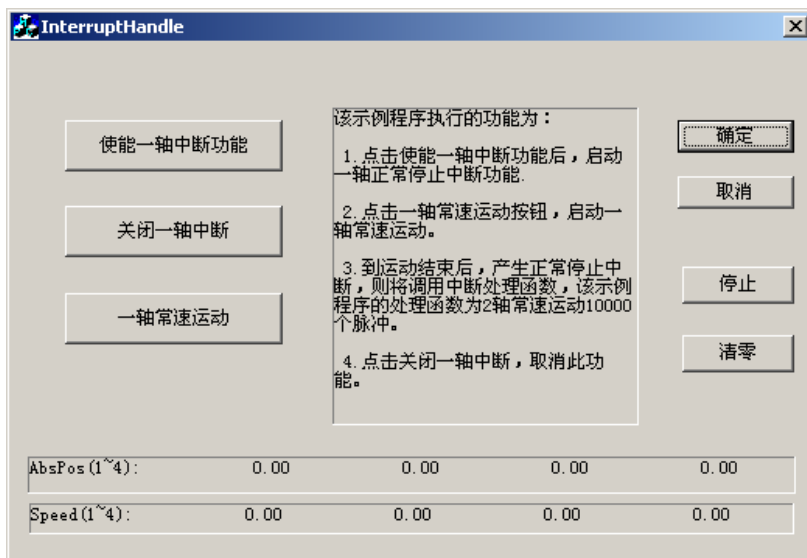 InterruptHandle
使能一轴中断功能
关闭一轴中断
一轴常速运动
该示例程序执行的功能为：
1.点击使能一轴中断功能后，启动
一轴正常停止中断功能.
2.点击一轴常速运动按钮，启动一
轴常速运动。
3.到运动结束后，产生正常停止中
断，则将调用中断处理函数，该示例
程序的处理函数为2轴常速运动10000
个脉冲。
4.点击关闭一轴中断，取消此功
能。
确定
取消
停止
清零
AbsPos(1~4): 0.00 0.00 0.00 0.00
Speed(1~4): 0.00 0.00 0.00 0.00